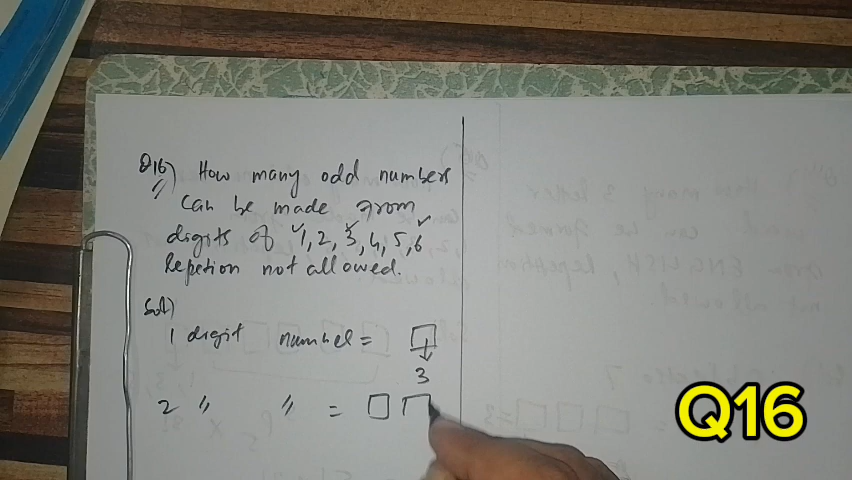 Q16) How many odd numbers
can be made from
digits of 1, 2, 3, 4, 5, 6
Repetion not allowed.
Sol)
1 digit number =
3
2 " " =
Q16